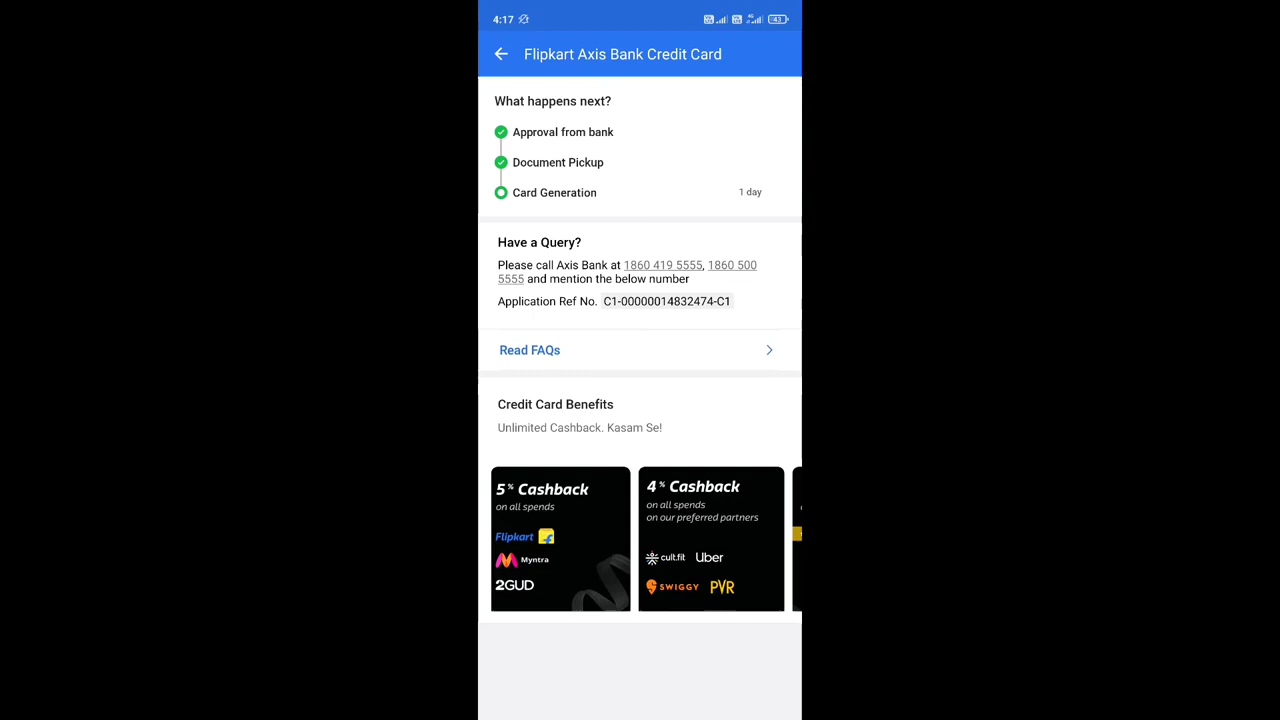 4:17
43
Flipkart Axis Bank Credit Card
What happens next?
Approval from bank
Document Pickup
Card Generation 1 day
Have a Query?
Please call Axis Bank at 1860 419 5555, 1860 500
5555 and mention the below number
Application Ref No. C1-00000014832474-C1
Read FAQs
Credit Card Benefits
Unlimited Cashback. Kasam Se!
5% Cashback
on all spends
Flipkart
Myntra
2GUD
4% Cashback
on all spends
on our preferred partners
cult.fit Uber
SWIGGY PVR